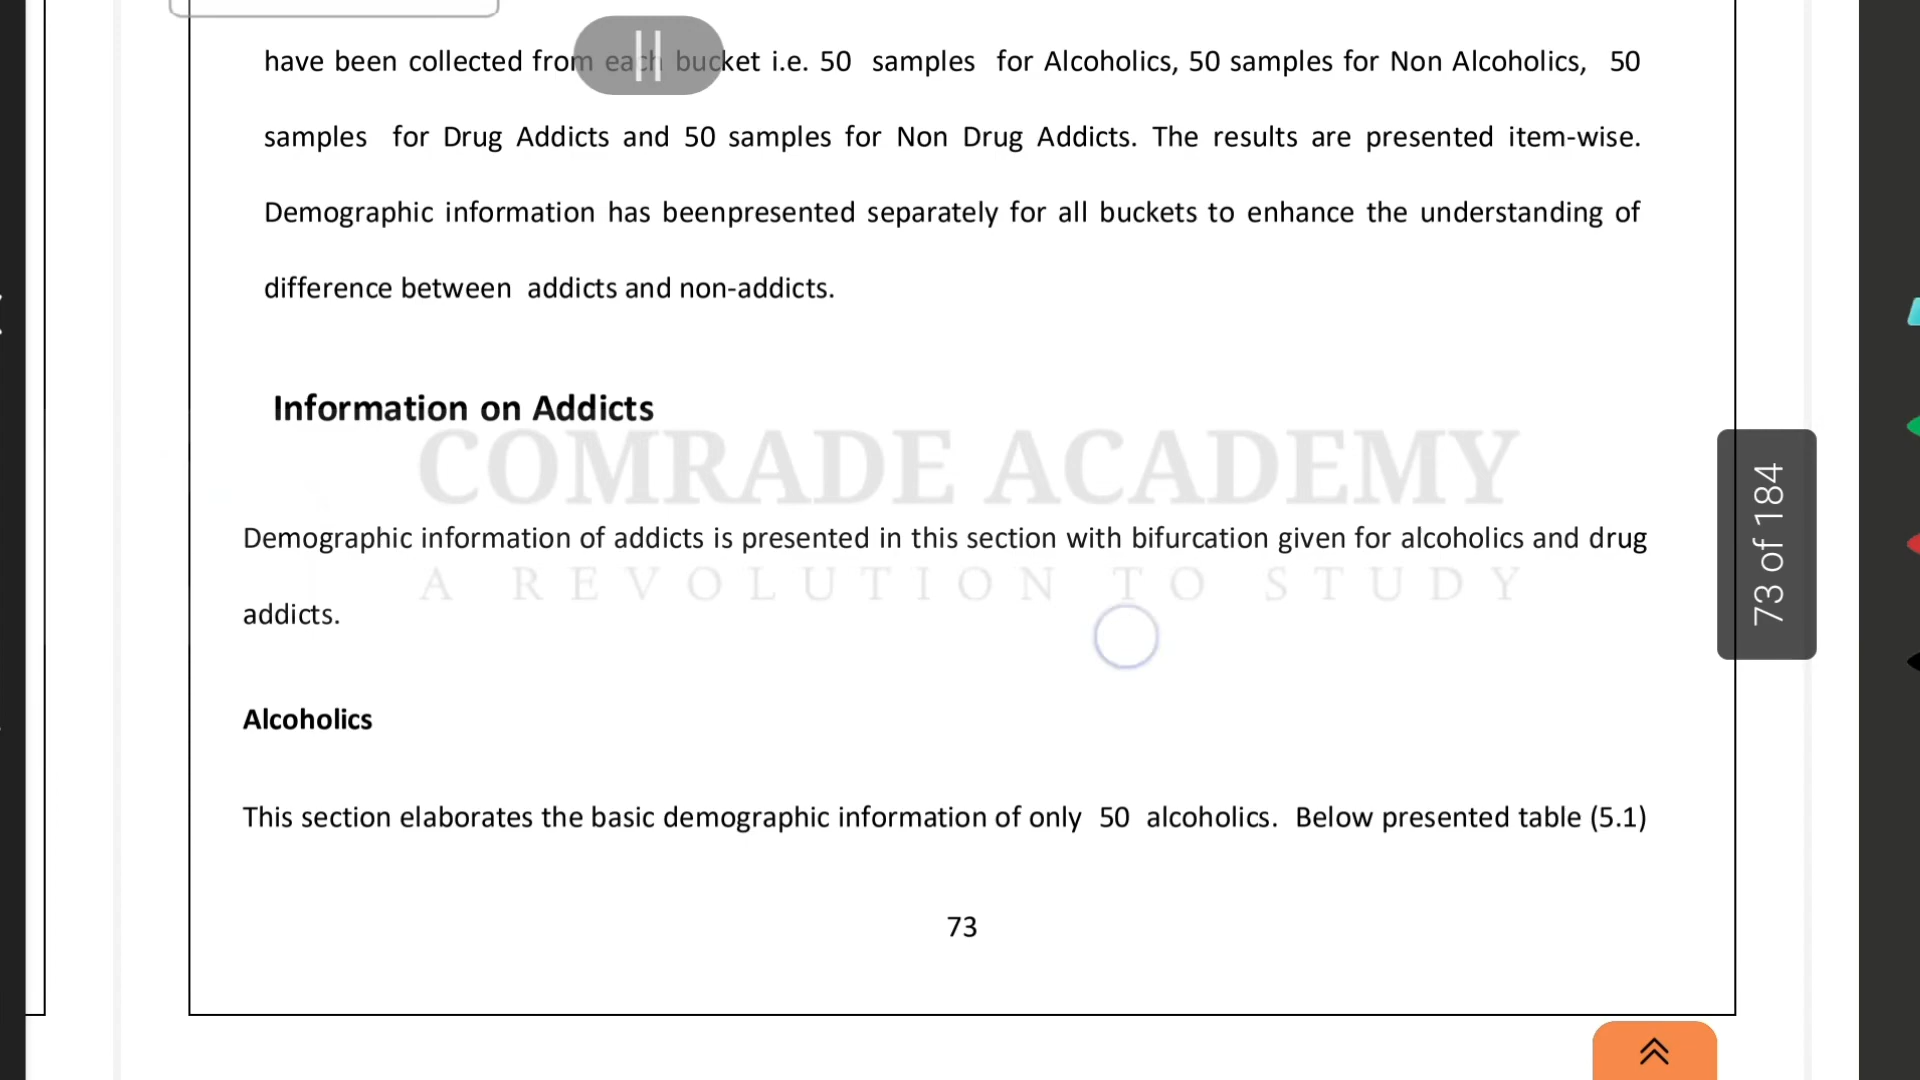 have been collected from each bucket i.e. 50 samples for Alcoholics, 50 samples for Non Alcoholics, 50
samples for Drug Addicts and 50 samples for Non Drug Addicts. The results are presented item-wise.
Demographic information has beenpresented separately for all buckets to enhance the understanding of
difference between addicts and non-addicts.
Information on Addicts
COMRADE ACADEMY
Demographic information of addicts is presented in this section with bifurcation given for alcoholics and drug
A REVOLUTION TO STUDY
addicts.
Alcoholics
This section elaborates the basic demographic information of only 50 alcoholics. Below presented table (5.1)
73
73 of 184